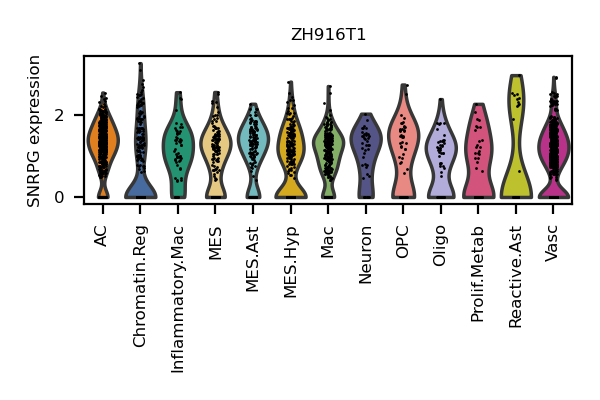 ZH916T1
SNRPG expression
2
0
AC
Chromatin.Reg
Inflammatory.Mac
MES
MES.Ast
MES.Hyp
Mac
Neuron
OPC
Oligo
Prolif.Metab
Reactive.Ast
Vasc